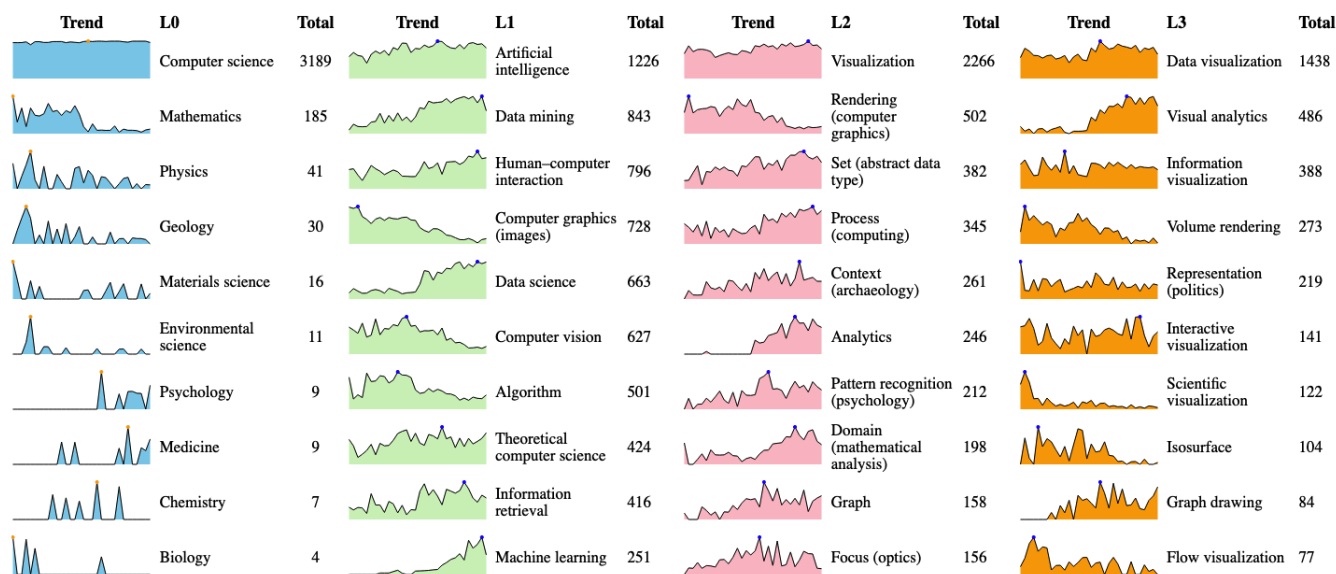 Trend L0 Total Trend L1 Total Trend L2 Total Trend L3 Total
Computer science 3189
Artificial
intelligence 1226
Visualization 2266
Data visualization 1438
Mathematics 185
Data mining 843
Rendering
(computer
graphics) 502
Visual analytics 486
Physics 41
Human–computer
interaction 796
Set (abstract data
type) 382
Information
visualization 388
Geology 30
Computer graphics
(images) 728
Process
(computing) 345
Volume rendering 273
Materials science 16
Data science 663
Context
(archaeology) 261
Representation
(politics) 219
Environmental
science 11
Computer vision 627
Analytics 246
Interactive
visualization 141
Psychology 9
Algorithm 501
Pattern recognition
(psychology) 212
Scientific
visualization 122
Medicine 9
Theoretical
computer science 424
Domain
(mathematical
analysis) 198
Isosurface 104
Chemistry 7
Information
retrieval 416
Graph 158
Graph drawing 84
Biology 4
Machine learning 251
Focus (optics) 156
Flow visualization 77